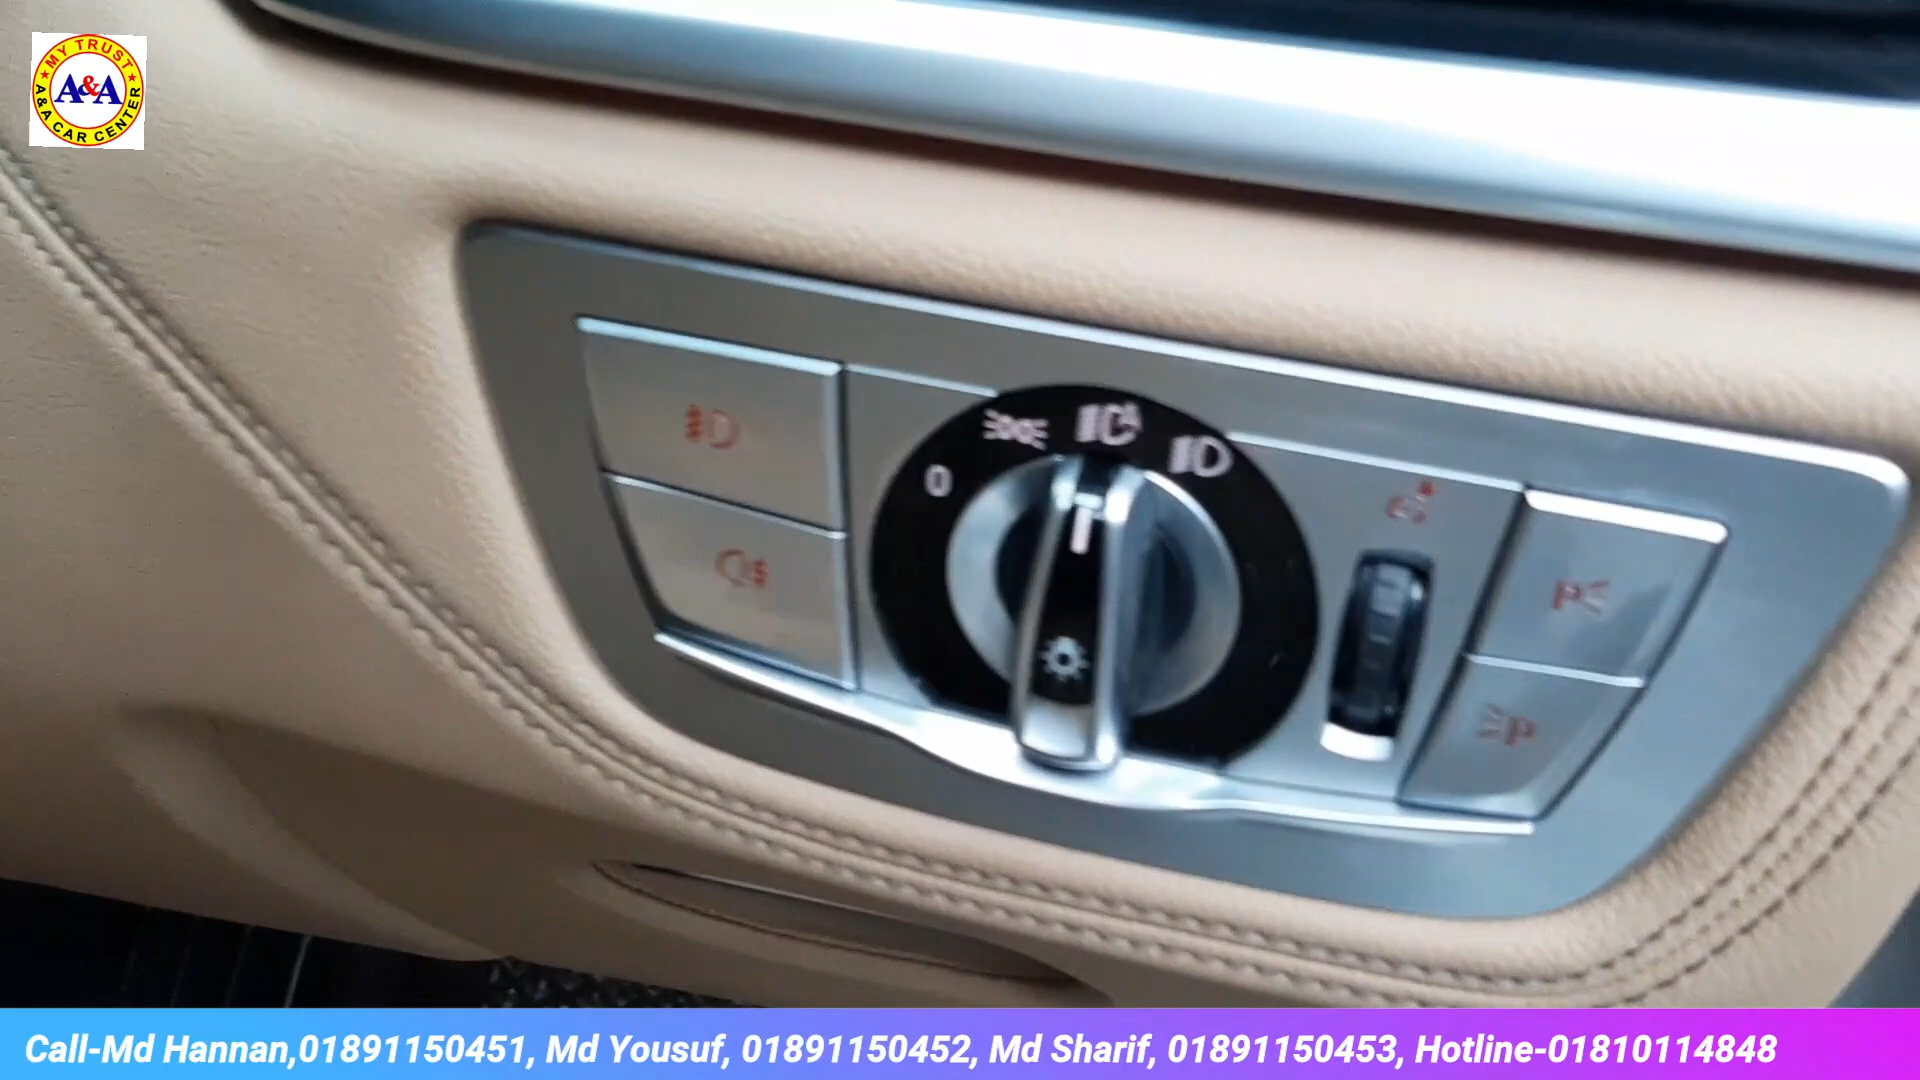 MY TRUST
A&A
A&A CAR CENTER
0
P
P
Call-Md Hannan,01891150451, Md Yousuf, 01891150452, Md Sharif, 01891150453, Hotline-01810114848